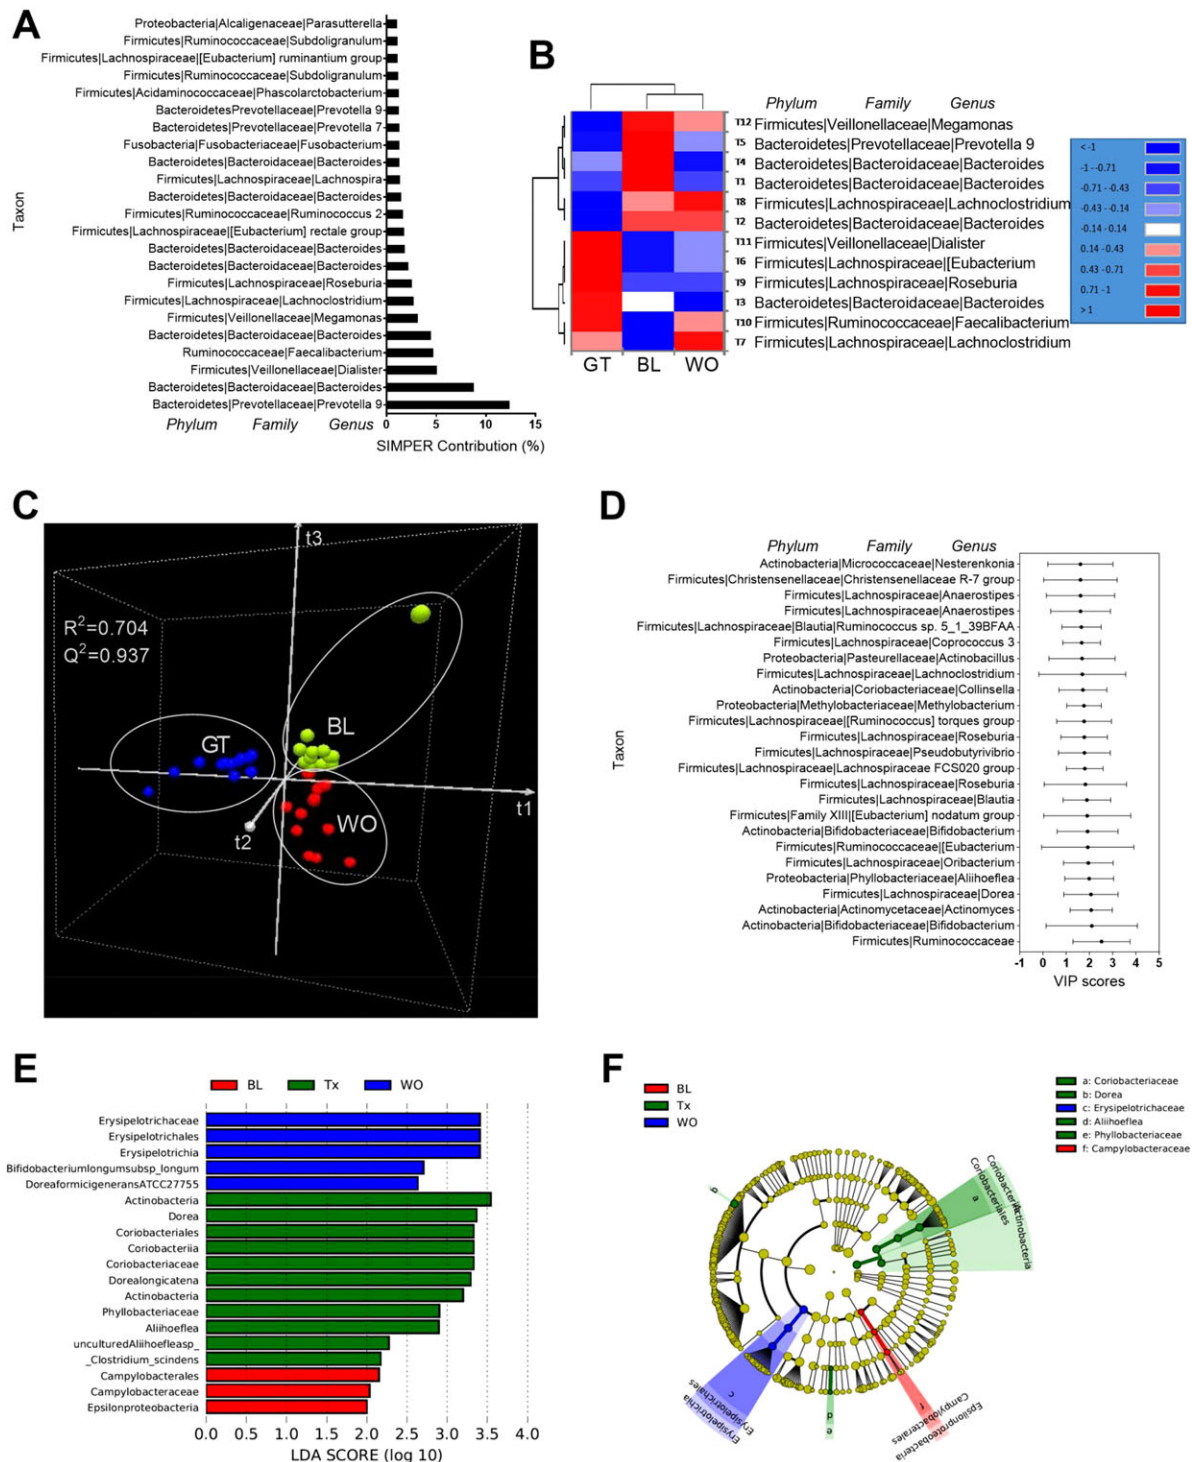 A
Taxon
Proteobacteria|Alcaligenaceae|Parasutterella
Firmicutes|Ruminococcaceae|Subdoligranulum
Firmicutes|Lachnospiraceae|[Eubacterium] ruminantium group
Firmicutes|Ruminococcaceae|Subdoligranulum
Firmicutes|Acidaminococcaceae|Phascolarctobacterium
BacteroidetesPrevotellaceae|Prevotella 9
Bacteroidetes|Prevotellaceae|Prevotella 7
Fusobacteria|Fusobacteriaceae|Fusobacterium
Bacteroidetes|Bacteroidaceae|Bacteroides
Firmicutes|Lachnospiraceae|Lachnospira
Bacteroidetes|Bacteroidaceae|Bacteroides
Firmicutes|Ruminococcaceae|Ruminococcus 2
Firmicutes|Lachnospiraceae|[Eubacterium] rectale group
Bacteroidetes|Bacteroidaceae|Bacteroides
Bacteroidetes|Bacteroidaceae|Bacteroides
Firmicutes|Lachnospiraceae|Roseburia
Firmicutes|Lachnospiraceae|Lachnoclostridium
Firmicutes|Veillonellaceae|Megamonas
Bacteroidetes|Bacteroidaceae|Bacteroides
Ruminococcaceae|Faecalibacterium
Firmicutes|Veillonellaceae|Dialister
Bacteroidetes|Bacteroidaceae|Bacteroides
Bacteroidetes|Prevotellaceae|Prevotella 9
Phylum Family Genus
0 5 10 15
SIMPER Contribution (%)
B
Phylum Family Genus
T12 Firmicutes|Veillonellaceae|Megamonas
T5 Bacteroidetes|Prevotellaceae|Prevotella 9
T4 Bacteroidetes|Bacteroidaceae|Bacteroides
T1 Bacteroidetes|Bacteroidaceae|Bacteroides
T8 Firmicutes|Lachnospiraceae|Lachnoclostridium
T2 Bacteroidetes|Bacteroidaceae|Bacteroides
T11 Firmicutes|Veillonellaceae|Dialister
T6 Firmicutes|Lachnospiraceae|[Eubacterium
T9 Firmicutes|Lachnospiraceae|Roseburia
T3 Bacteroidetes|Bacteroidaceae|Bacteroides
T10 Firmicutes|Ruminococcaceae|Faecalibacterium
T7 Firmicutes|Lachnospiraceae|Lachnoclostridium
GT BL WO
< -1
-1 - -0.71
-0.71 - -0.43
-0.43 - -0.14
-0.14 - 0.14
0.14 - 0.43
0.43 - 0.71
0.71 - 1
> 1
C
t3
R²=0.704
Q²=0.937
BL
GT
t1
t2
WO
D
Phylum Family Genus
Taxon
Actinobacteria|Micrococcaceae|Nesterenkonia
Firmicutes|Christensenellaceae|Christensenellaceae R-7 group
Firmicutes|Lachnospiraceae|Anaerostipes
Firmicutes|Lachnospiraceae|Anaerostipes
Firmicutes|Lachnospiraceae|Blautia|Ruminococcus sp. 5_1_39BFAA
Firmicutes|Lachnospiraceae|Coprococcus 3
Proteobacteria|Pasteurellaceae|Actinobacillus
Firmicutes|Lachnospiraceae|Lachnoclostridium
Actinobacteria|Coriobacteriaceae|Collinsella
Proteobacteria|Methylobacteriaceae|Methylobacterium
Firmicutes|Lachnospiraceae|[Ruminococcus] torques group
Firmicutes|Lachnospiraceae|Roseburia
Firmicutes|Lachnospiraceae|Pseudobutyrivibrio
Firmicutes|Lachnospiraceae|Lachnospiraceae FCS020 group
Firmicutes|Lachnospiraceae|Roseburia
Firmicutes|Lachnospiraceae|Blautia
Firmicutes|Family XIII|[Eubacterium] nodatum group
Actinobacteria|Bifidobacteriaceae|Bifidobacterium
Firmicutes|Ruminococcaceae|[Eubacterium
Firmicutes|Lachnospiraceae|Oribacterium
Proteobacteria|Phyllobacteriaceae|Aliihoeflea
Firmicutes|Lachnospiraceae|Dorea
Actinobacteria|Actinomycetaceae|Actinomyces
Actinobacteria|Bifidobacteriaceae|Bifidobacterium
Firmicutes|Ruminococcaceae
-1 0 1 2 3 4 5
VIP scores
E
BL Tx WO
Erysipelotrichaceae
Erysipelotrichales
Erysipelotrichia
Bifidobacteriumlongumsubsp_longum
DoreaformicigeneransATCC27755
Actinobacteria
Dorea
Coriobacteriales
Coriobacteriia
Coriobacteriaceae
Dorealongicatena
Actinobacteria
Phyllobacteriaceae
Aliihoeflea
unculturedAliihoefleasp_
_Clostridium_scindens
Campylobacterales
Campylobacteraceae
Epsilonproteobacteria
0.0 0.5 1.0 1.5 2.0 2.5 3.0 3.5 4.0
LDA SCORE (log 10)
F
BL
Tx
WO
a: Coriobacteriaceae
b: Dorea
c: Erysipelotrichaceae
d: Aliihoeflea
e: Phyllobacteriaceae
f: Campylobacteraceae
a
Coriobacteriales
Coriobacteriia
Actinobacteria
c
Erysipelotrichales
Erysipelotrichia
d
e
f
Campylobacterales
Epsilonproteobacteria